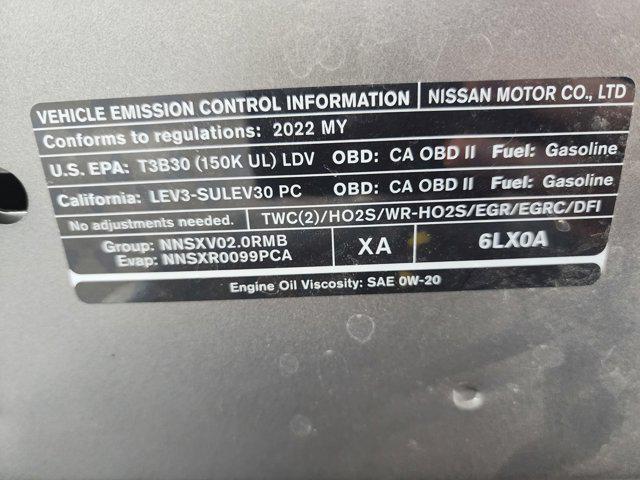 VEHICLE EMISSION CONTROL INFORMATION NISSAN MOTOR CO., LTD
Conforms to regulations: 2022 MY
U.S. EPA: T3B30 (150K UL) LDV OBD: CA OBD II Fuel: Gasoline
California: LEV3-SULEV30 PC OBD: CA OBD II Fuel: Gasoline
No adjustments needed. TWC(2)/HO2S/WR-HO2S/EGR/EGRC/DFI
Group: NNSXV02.0RMB XA 6LX0A
Evap: NNSXR0099PCA
Engine Oil Viscosity: SAE 0W-20